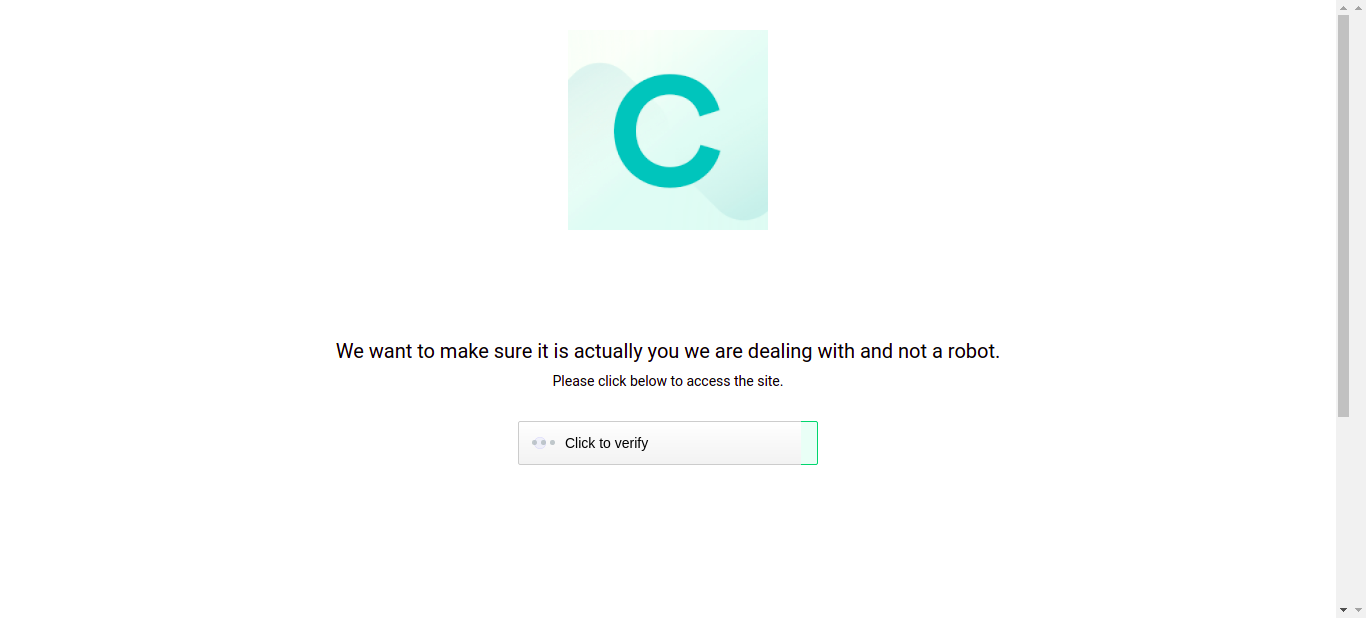 C
We want to make sure it is actually you we are dealing with and not a robot.
Please click below to access the site.
Click to verify